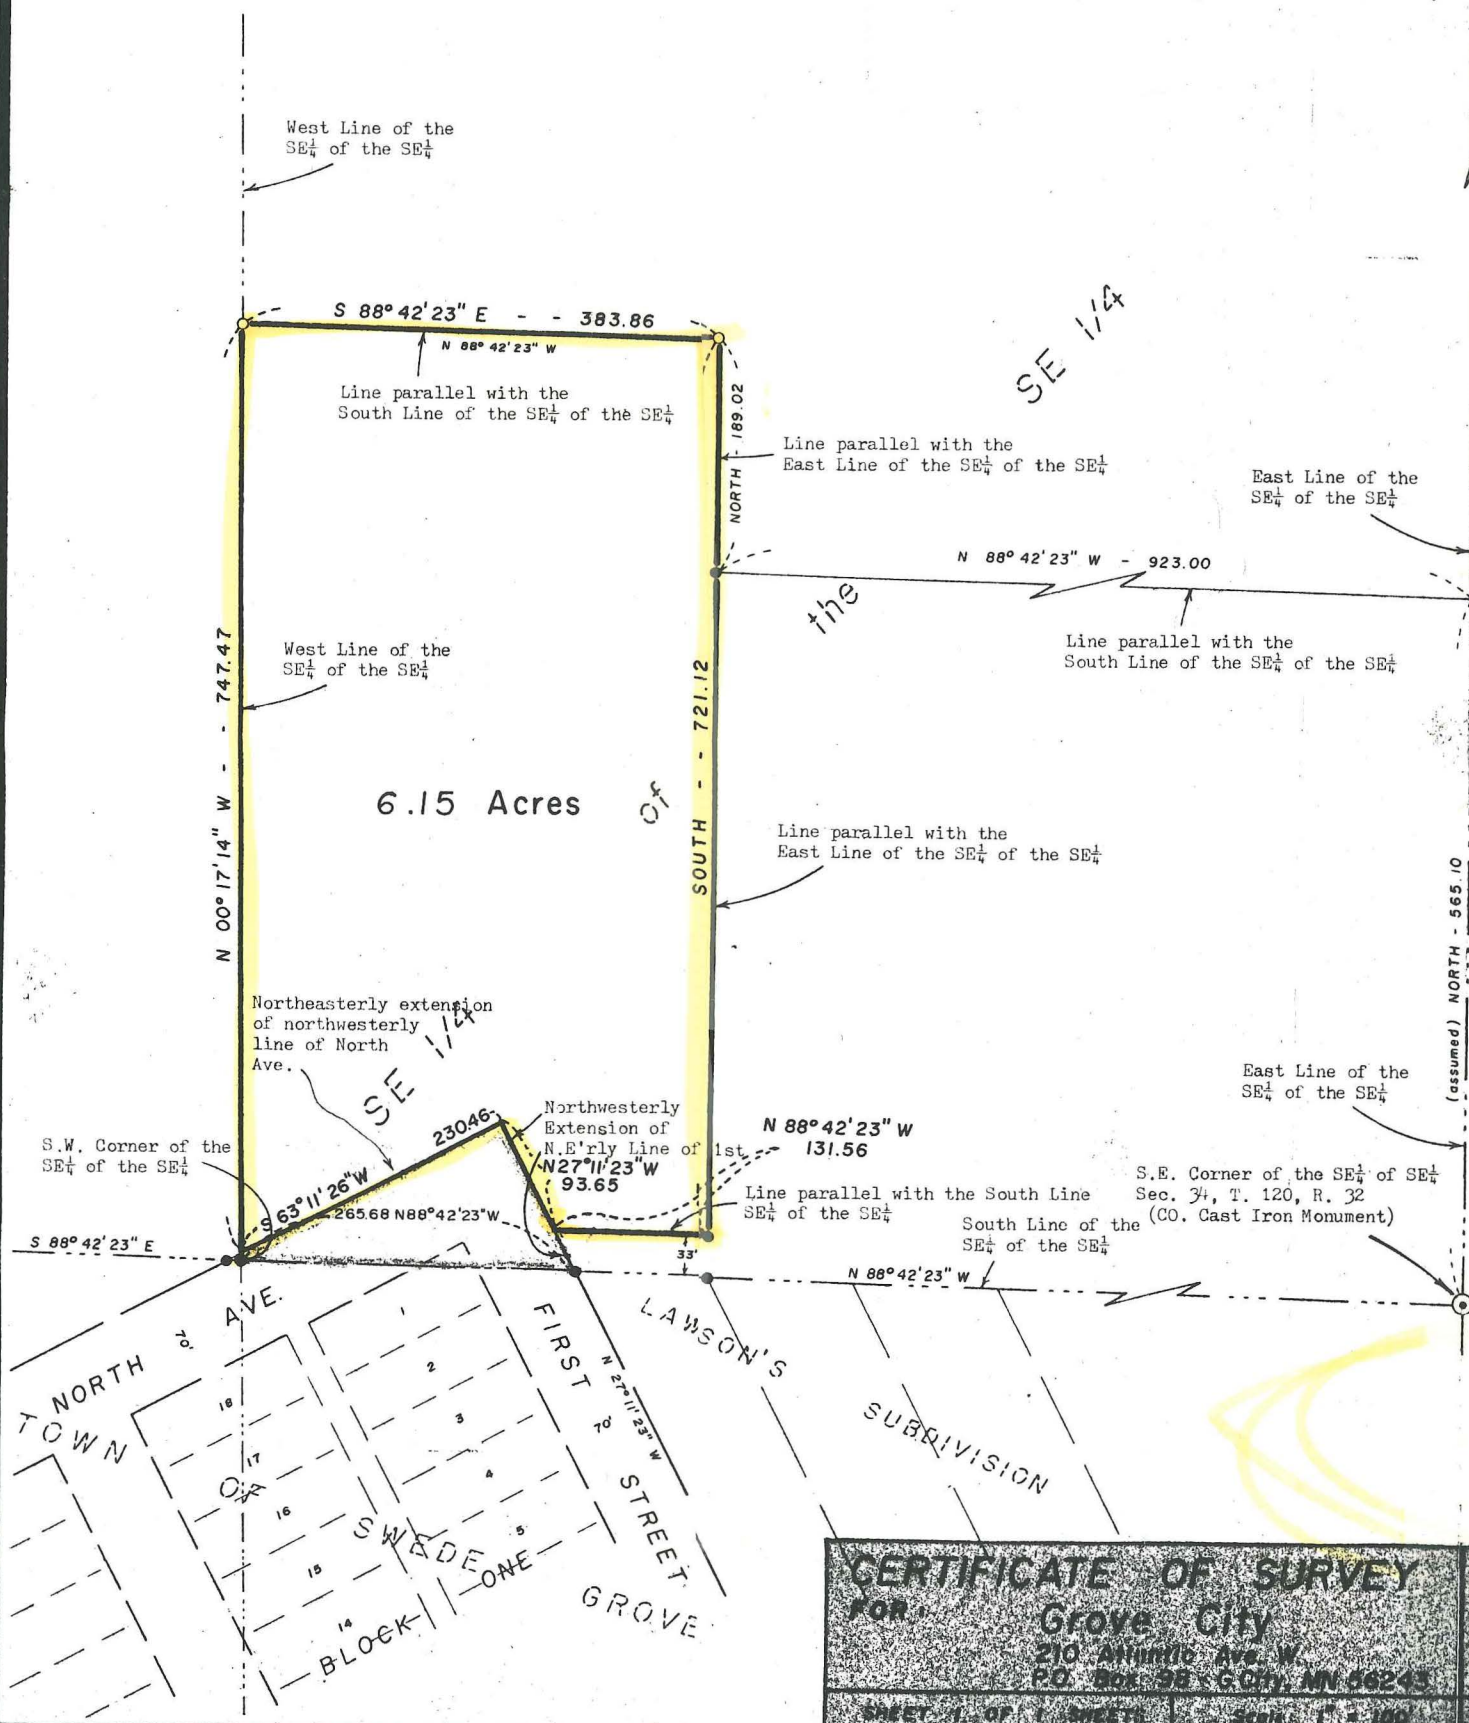 West Line of the
SE¼ of the SE¼
S 88° 42' 23" E - - 383.86
N 88° 42' 23" W
Line parallel with the
South Line of the SE¼ of the SE¼
NORTH - 189.02
SE 1/4
Line parallel with the
East Line of the SE¼ of the SE¼
East Line of the
SE¼ of the SE¼
N 88° 42' 23" W - 923.00
the
Line parallel with the
South Line of the SE¼ of the SE¼
West Line of the
SE¼ of the SE¼
N 00° 17' 14" W - - 747.47
SOUTH - - 721.12
6.15 Acres
of
Line parallel with the
East Line of the SE¼ of the SE¼
(assumed) NORTH - 565.10
Northeasterly extension
of northwesterly
line of North
Ave.
SE 1/4
East Line of the
SE¼ of the SE¼
Northwesterly
Extension of
N.E'rly Line of 1st
N 88° 42' 23" W
131.56
S.W. Corner of the
SE¼ of the SE¼
230.46
S 63° 11' 26" W
N 27° 11' 23" W
93.65
S.E. Corner of the SE¼ of SE¼
Sec. 34, T. 120, R. 32
(CO. Cast Iron Monument)
Line parallel with the South Line
SE¼ of the SE¼
265.68 N 88° 42' 23" W
South Line of the
SE¼ of the SE¼
S 88° 42' 23" E
33'
N 88° 42' 23" W
NORTH AVE.
70'
TOWN OF SWEDE GROVE
FIRST STREET
70'
N 27° 11' 23" W
LAWSON'S
SUBDIVISION
1
2
3
4
5
18
17
16
15
14
BLOCK ONE
CERTIFICATE OF SURVEY
FOR: Grove City
210 Atlantic Ave. W.
P.O. Box 98 - G. City, MN 56243
SHEET 1 OF 1 SHEET
Scale: 1" = 100'